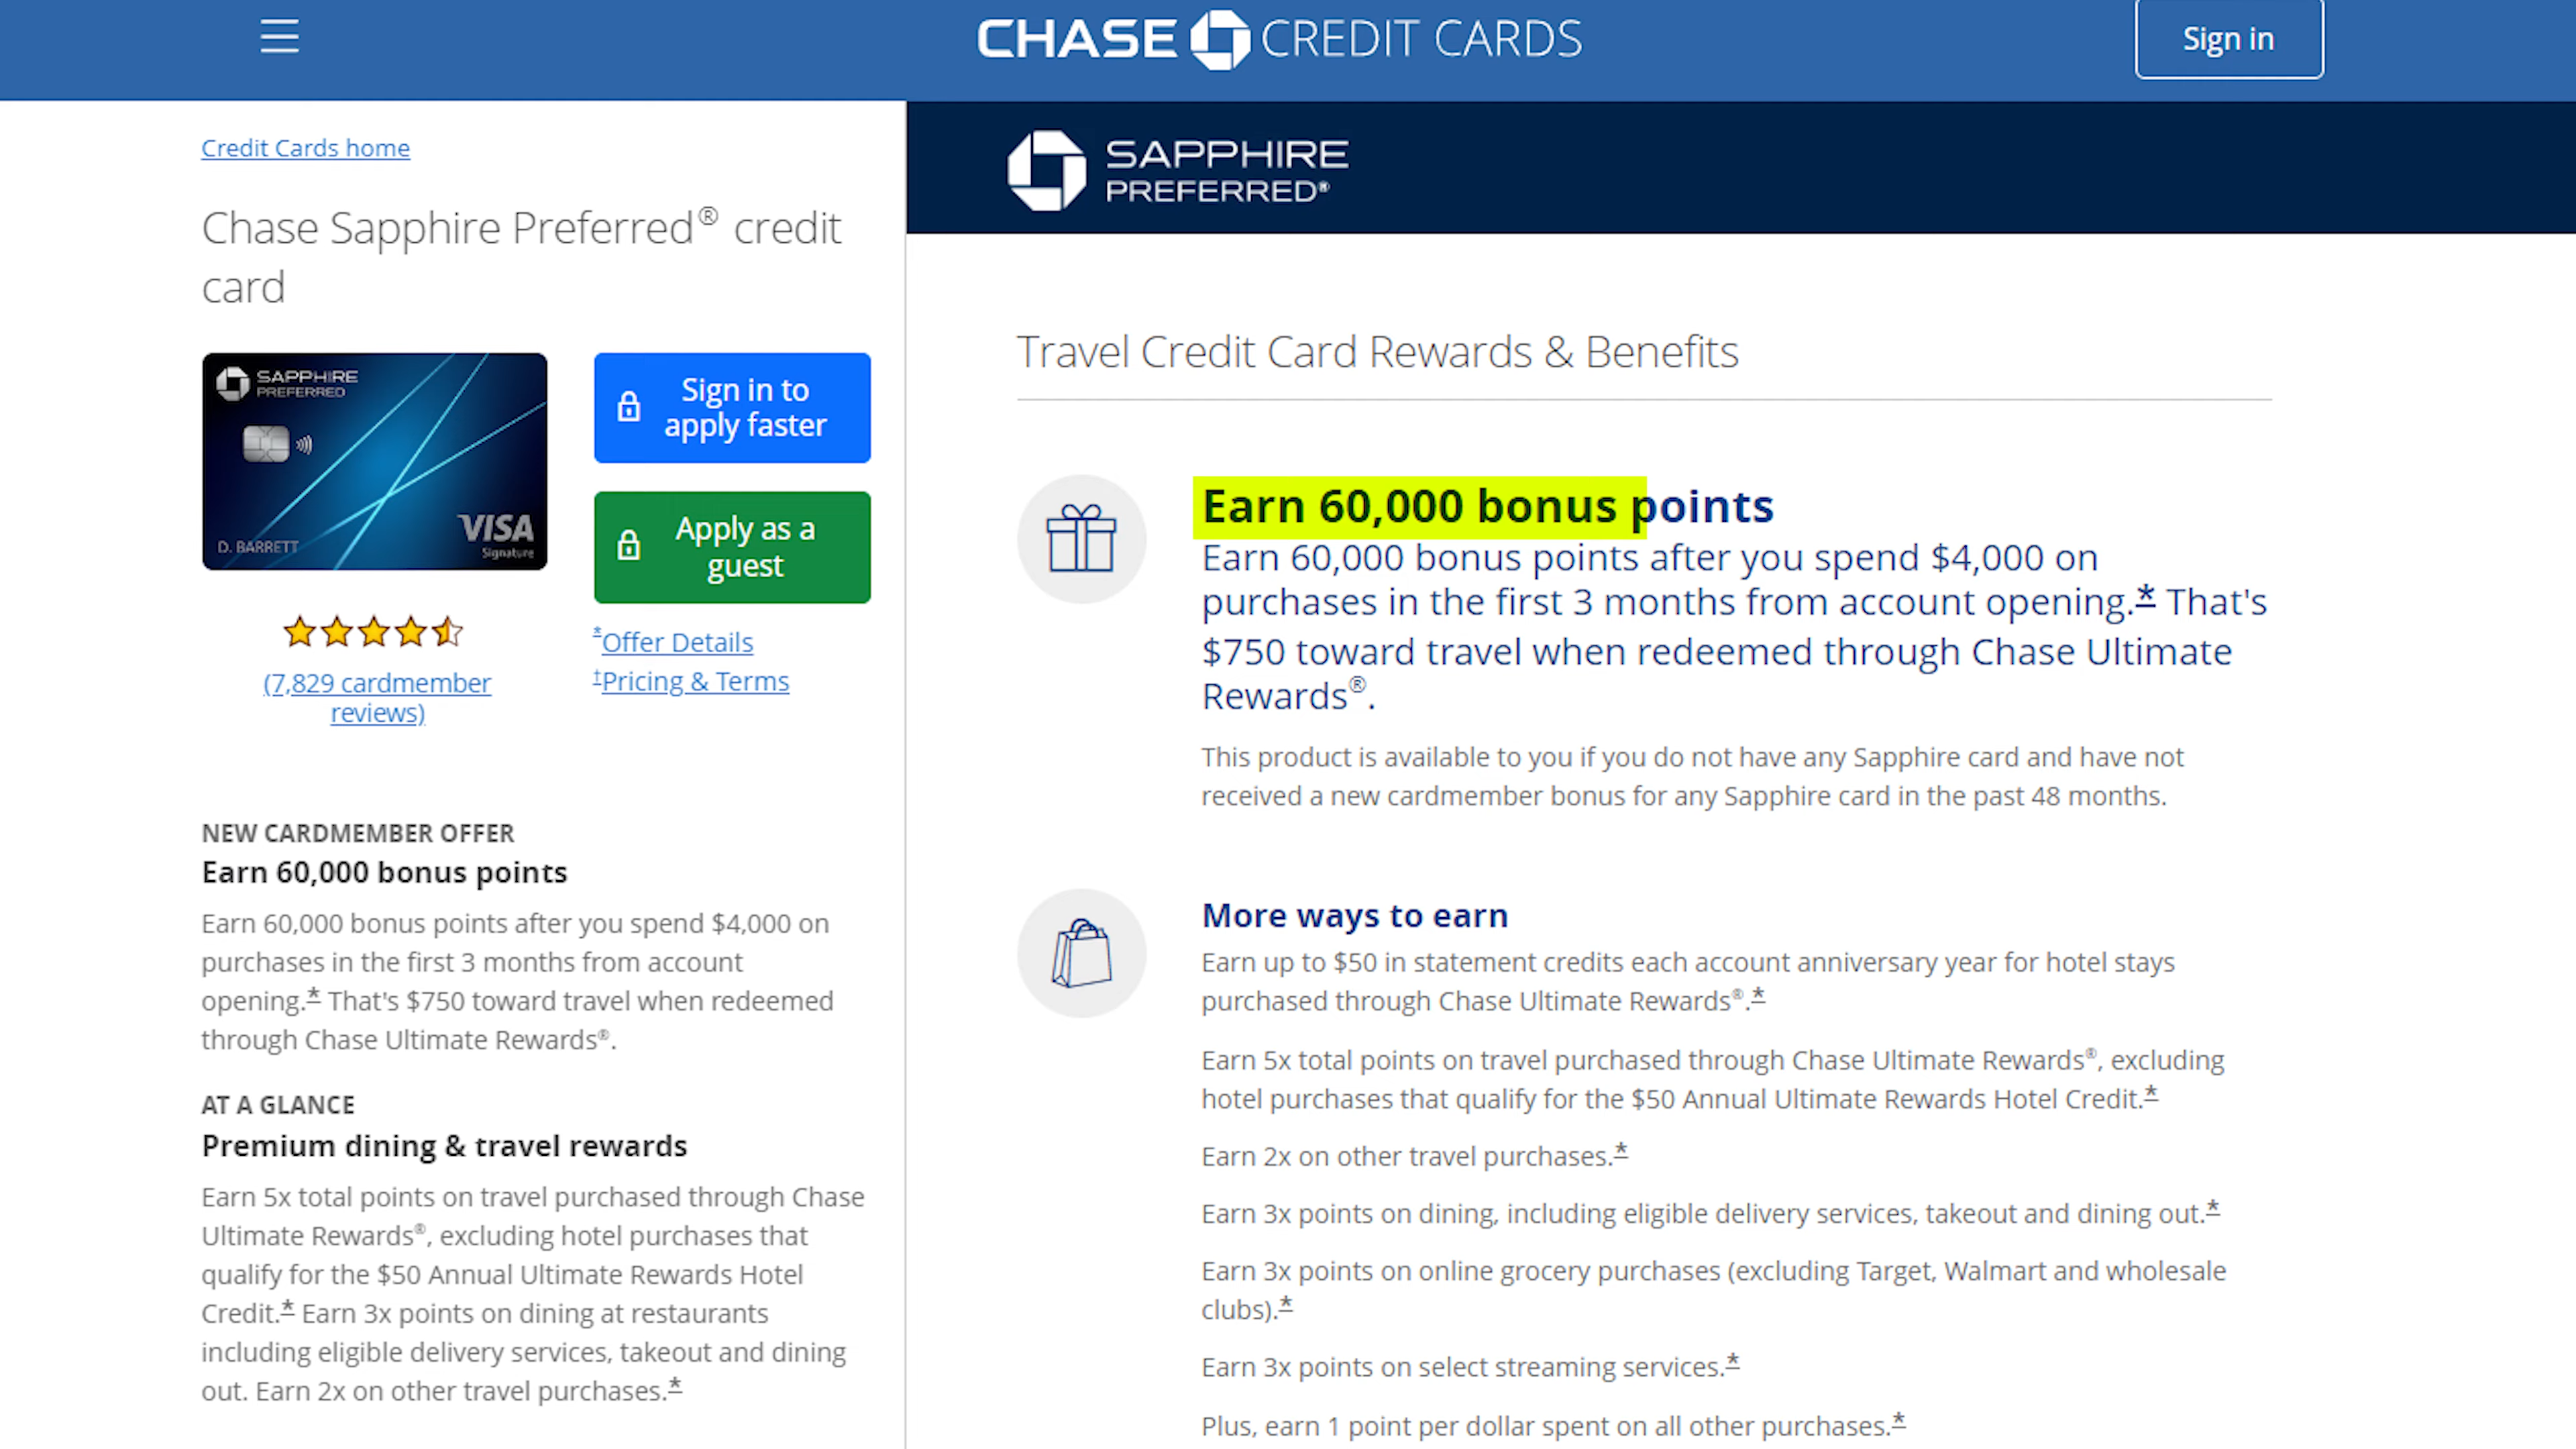 CHASE CREDIT CARDS
Sign in
Credit Cards home
Chase Sapphire Preferred® credit
card
SAPPHIRE
PREFERRED
VISA
Signature
D. BARRETT
Sign in to
apply faster
Apply as a
guest
*Offer Details
†Pricing & Terms
(7,829 cardmember
reviews)
NEW CARDMEMBER OFFER
Earn 60,000 bonus points
Earn 60,000 bonus points after you spend $4,000 on
purchases in the first 3 months from account
opening.* That's $750 toward travel when redeemed
through Chase Ultimate Rewards®.
AT A GLANCE
Premium dining & travel rewards
Earn 5x total points on travel purchased through Chase
Ultimate Rewards®, excluding hotel purchases that
qualify for the $50 Annual Ultimate Rewards Hotel
Credit.* Earn 3x points on dining at restaurants
including eligible delivery services, takeout and dining
out. Earn 2x on other travel purchases.*
SAPPHIRE
PREFERRED®
Travel Credit Card Rewards & Benefits
Earn 60,000 bonus points
Earn 60,000 bonus points after you spend $4,000 on
purchases in the first 3 months from account opening.* That's
$750 toward travel when redeemed through Chase Ultimate
Rewards®.
This product is available to you if you do not have any Sapphire card and have not
received a new cardmember bonus for any Sapphire card in the past 48 months.
More ways to earn
Earn up to $50 in statement credits each account anniversary year for hotel stays
purchased through Chase Ultimate Rewards®.*
Earn 5x total points on travel purchased through Chase Ultimate Rewards®, excluding
hotel purchases that qualify for the $50 Annual Ultimate Rewards Hotel Credit.*
Earn 2x on other travel purchases.*
Earn 3x points on dining, including eligible delivery services, takeout and dining out.*
Earn 3x points on online grocery purchases (excluding Target, Walmart and wholesale
clubs).*
Earn 3x points on select streaming services.*
Plus, earn 1 point per dollar spent on all other purchases.*